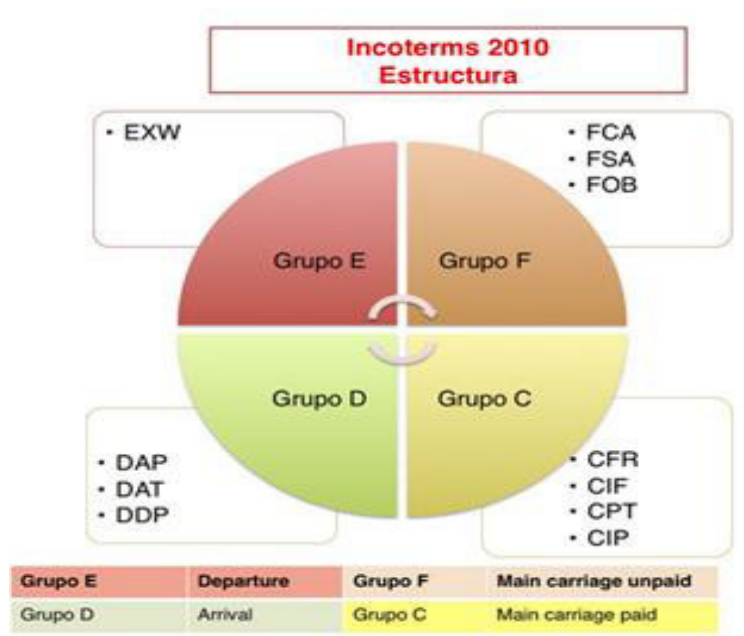 Incoterms 2010
Estructura
• EXW
• FCA
• FSA
• FOB
Grupo E
Grupo F
Grupo D
Grupo C
• DAP
• DAT
• DDP
• CFR
• CIF
• CPT
• CIP
Grupo E Departure Grupo F Main carriage unpaid
Grupo D Arrival Grupo C Main carriage paid